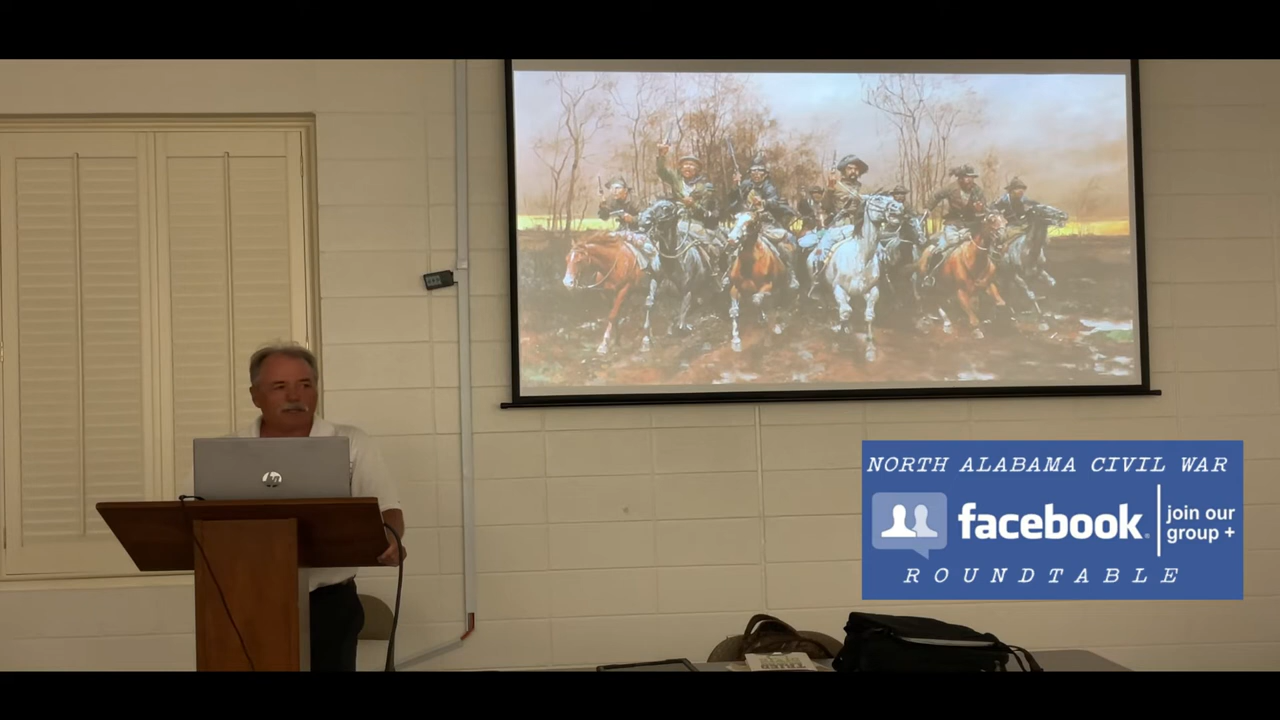 hp
NORTH ALABAMA CIVIL WAR
facebook®
join our
group +
ROUNDTABLE